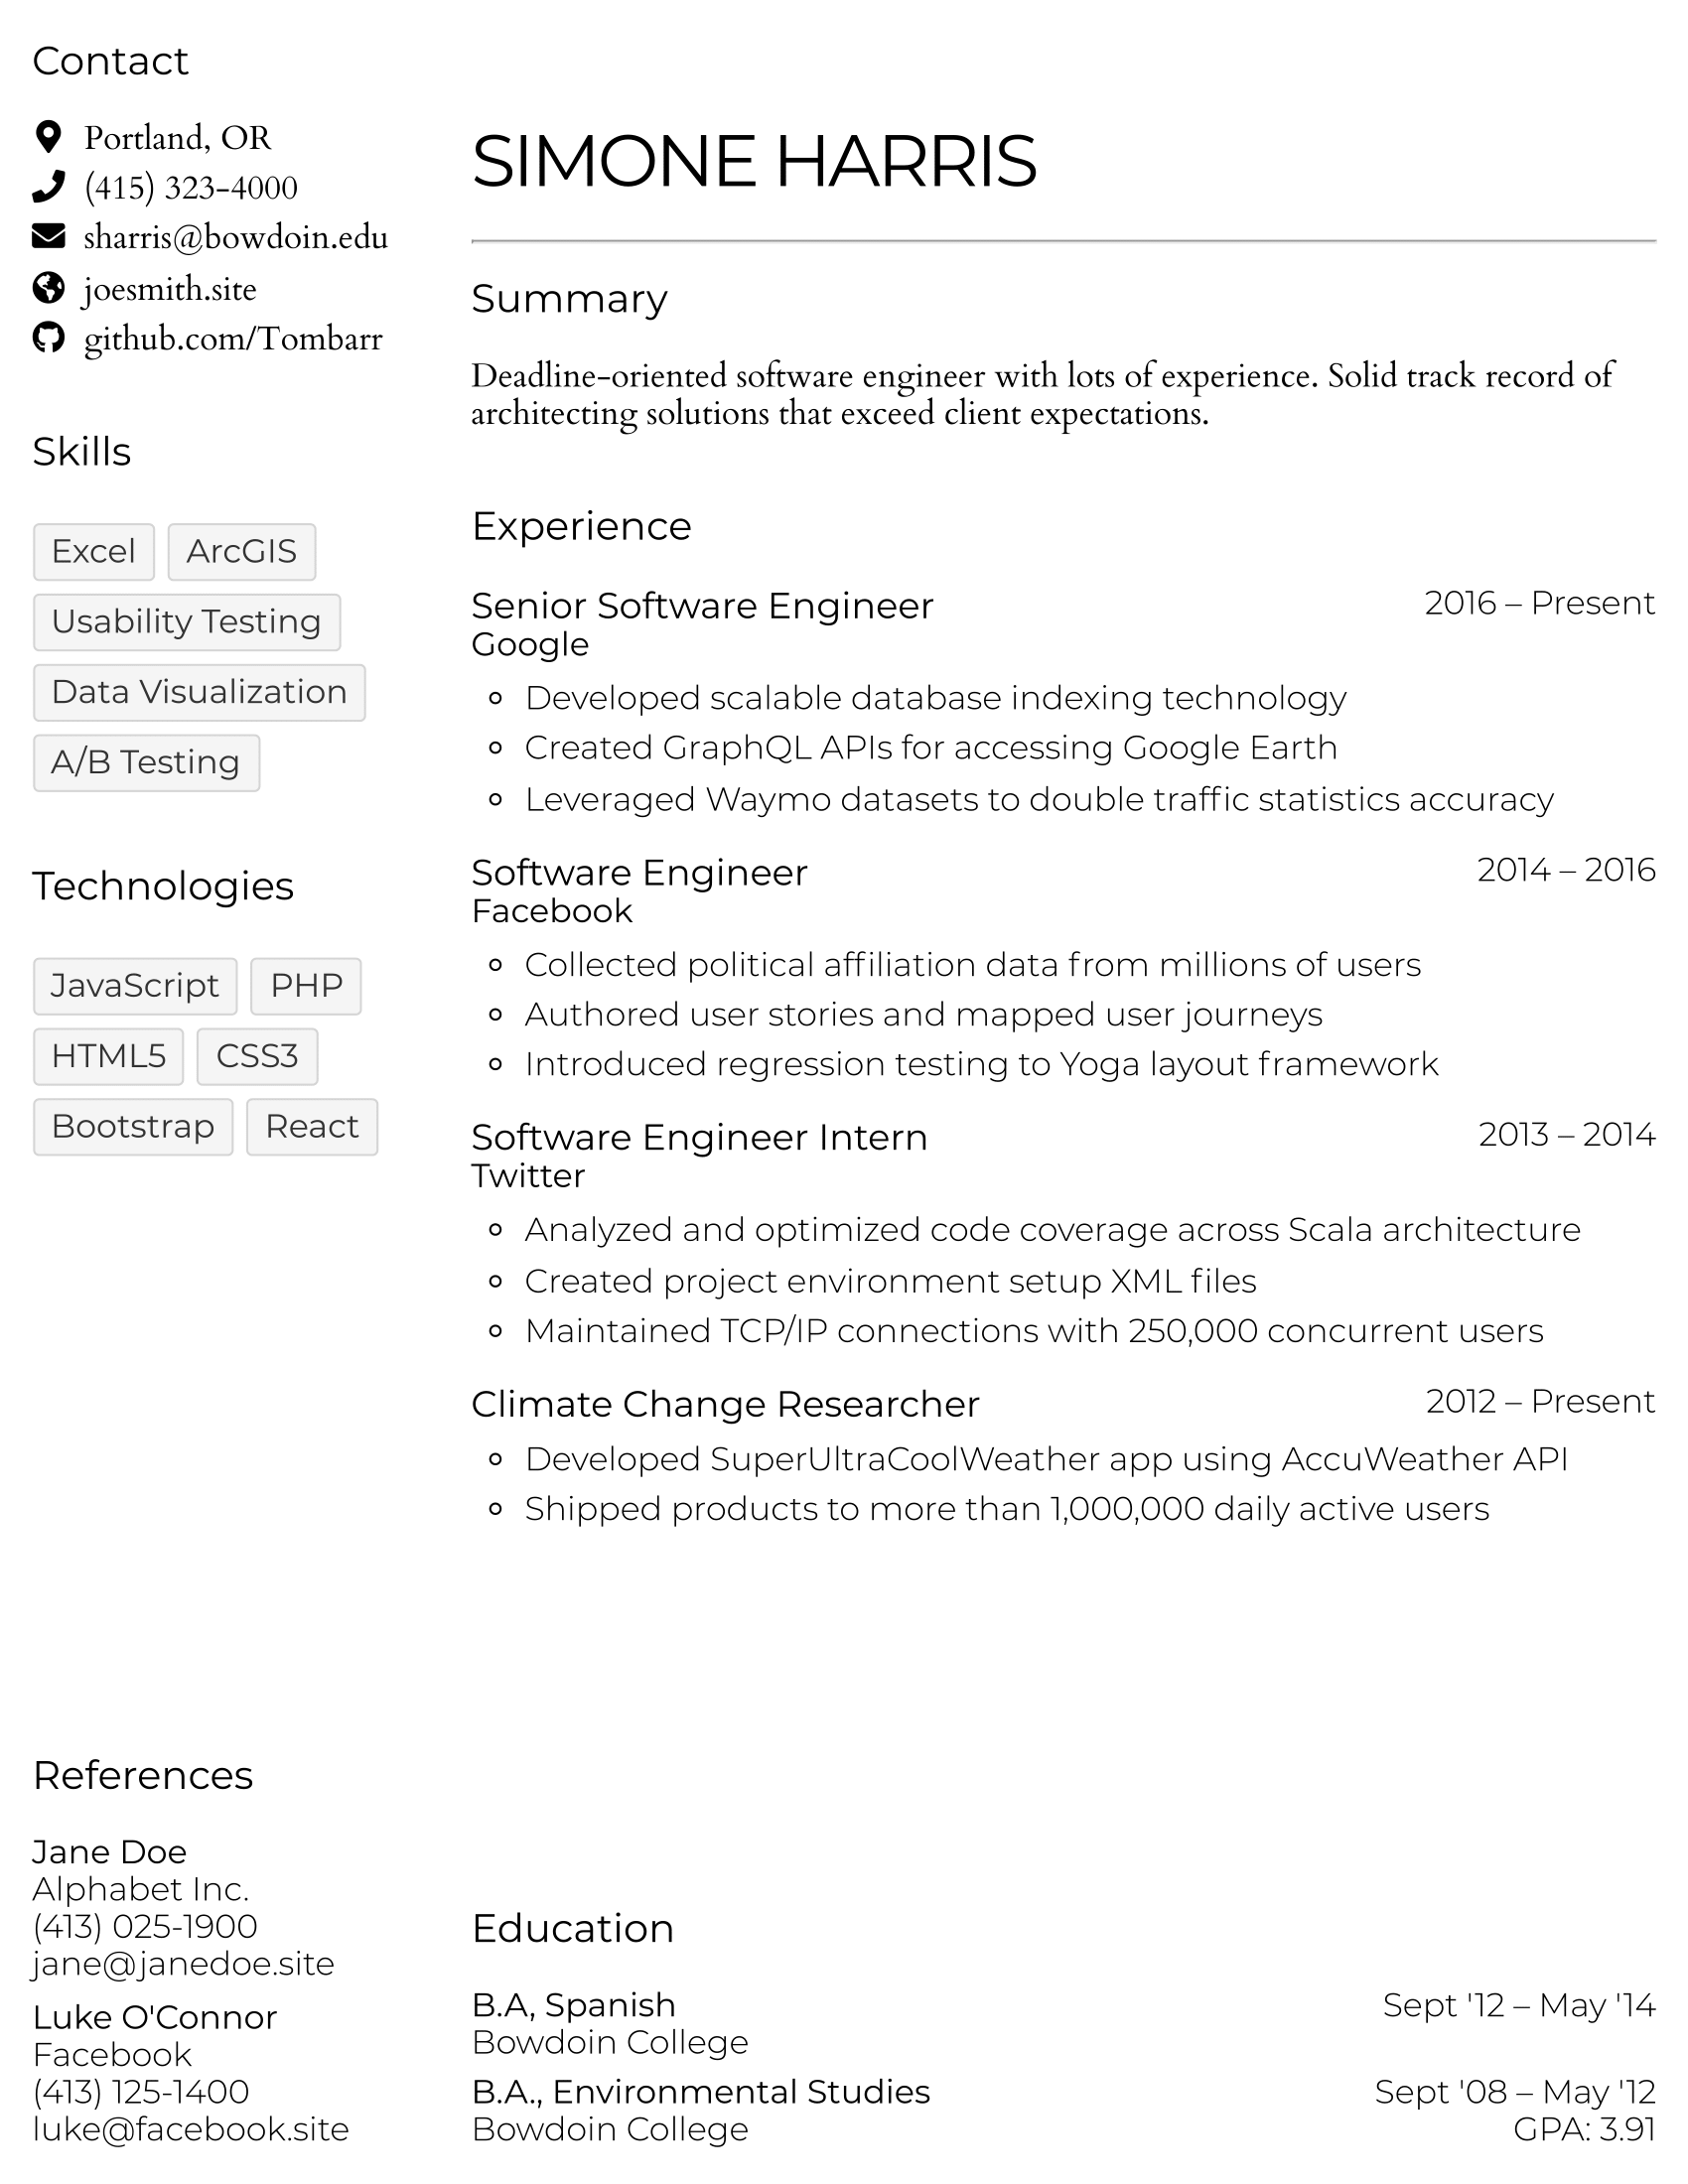 Contact
Portland, OR
(415) 323-4000
sharris@bowdoin.edu
joesmith.site
github.com/Tombarr
Skills
Excel ArcGIS
Usability Testing
Data Visualization
A/B Testing
Technologies
JavaScript PHP
HTML5 CSS3
Bootstrap React
References
Jane Doe
Alphabet Inc.
(413) 025-1900
jane@janedoe.site
Luke O'Connor
Facebook
(413) 125-1400
luke@facebook.site
SIMONE HARRIS
Summary
Deadline-oriented software engineer with lots of experience. Solid track record of
architecting solutions that exceed client expectations.
Experience
Senior Software Engineer 2016 – Present
Google
Developed scalable database indexing technology
Created GraphQL APIs for accessing Google Earth
Leveraged Waymo datasets to double traffic statistics accuracy
Software Engineer 2014 – 2016
Facebook
Collected political affiliation data from millions of users
Authored user stories and mapped user journeys
Introduced regression testing to Yoga layout framework
Software Engineer Intern 2013 – 2014
Twitter
Analyzed and optimized code coverage across Scala architecture
Created project environment setup XML files
Maintained TCP/IP connections with 250,000 concurrent users
Climate Change Researcher 2012 – Present
Developed SuperUltraCoolWeather app using AccuWeather API
Shipped products to more than 1,000,000 daily active users
Education
B.A, Spanish Sept '12 – May '14
Bowdoin College
B.A., Environmental Studies Sept '08 – May '12
Bowdoin College GPA: 3.91